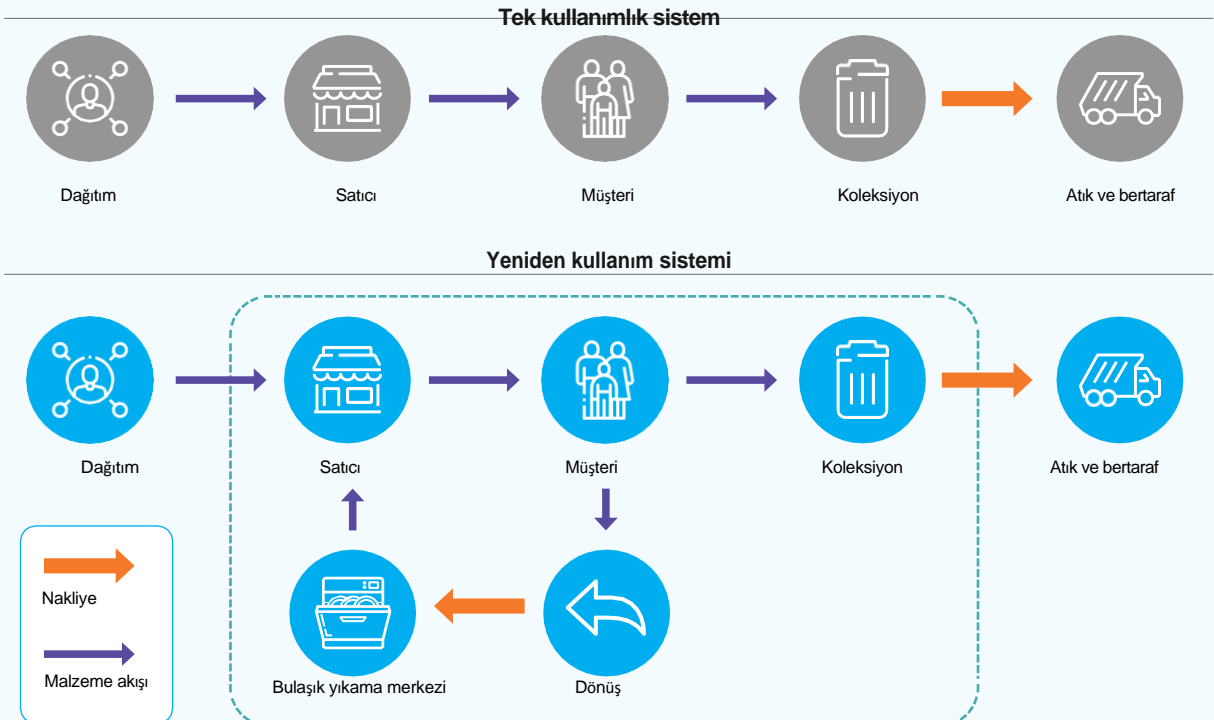 Tek kullanımlık sistem
Dağıtım
Satıcı
Müşteri
Koleksiyon
Atık ve bertaraf
Yeniden kullanım sistemi
Dağıtım
Satıcı
Müşteri
Koleksiyon
Atık ve bertaraf
Nakliye
Malzeme akışı
Bulaşık yıkama merkezi
Dönüş